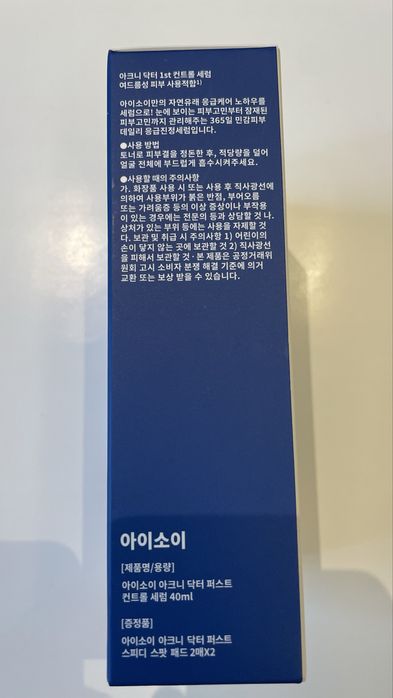 아크니 닥터 1st 컨트롤 세럼
여드름성 피부 사용적합¹⁾
아이소이만의 자연유래 응급케어 노하우를
세럼으로! 눈에 보이는 피부고민부터 잠재된
피부고민까지 관리해주는 365일 민감피부
데일리 응급진정세럼입니다.
●사용 방법
토너로 피부결을 정돈한 후, 적당량을 덜어
얼굴 전체에 부드럽게 흡수시켜주세요.
●사용할 때의 주의사항
가. 화장품 사용 시 또는 사용 후 직사광선에
의하여 사용부위가 붉은 반점, 부어오름
또는 가려움증 등의 이상 증상이나 부작용
이 있는 경우에는 전문의 등과 상담할 것 나.
상처가 있는 부위 등에는 사용을 자제할 것
다. 보관 및 취급 시 주의사항 1) 어린이의
손이 닿지 않는 곳에 보관할 것 2) 직사광선
을 피해서 보관할 것 · 본 제품은 공정거래위
원회 고시 소비자 분쟁 해결 기준에 의거
교환 또는 보상 받을 수 있습니다.
아이소이
[제품명/용량]
아이소이 아크니 닥터 퍼스트
컨트롤 세럼 40ml
[증정품]
아이소이 아크니 닥터 퍼스트
스피디 스팟 패드 2매X2